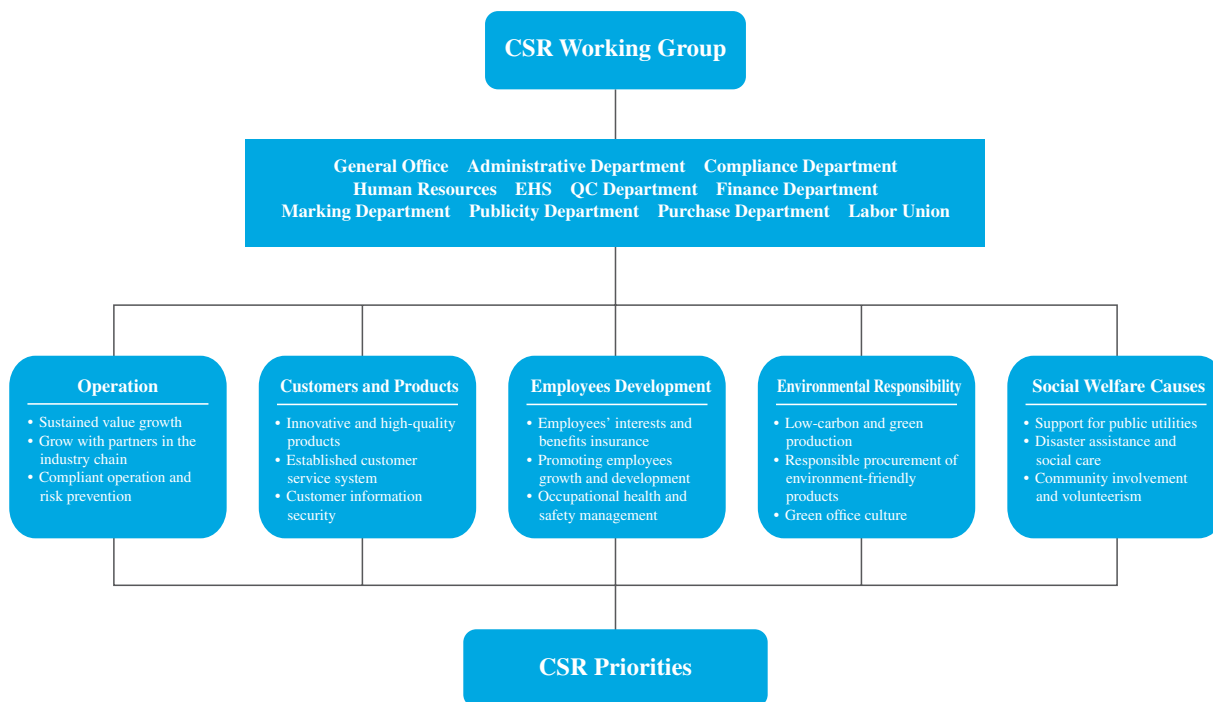 CSR Working Group
General Office Administrative Department Compliance Department
Human Resources EHS QC Department Finance Department
Marking Department Publicity Department Purchase Department Labor Union
Operation
• Sustained value growth
• Grow with partners in the
industry chain
• Compliant operation and
risk prevention
Customers and Products
• Innovative and high-quality
products
• Established customer
service system
• Customer information
security
Employees Development
• Employees’ interests and
benefits insurance
• Promoting employees
growth and development
• Occupational health and
safety management
Environmental Responsibility
• Low-carbon and green
production
• Responsible procurement of
environment-friendly
products
• Green office culture
Social Welfare Causes
• Support for public utilities
• Disaster assistance and
social care
• Community involvement
and volunteerism
CSR Priorities